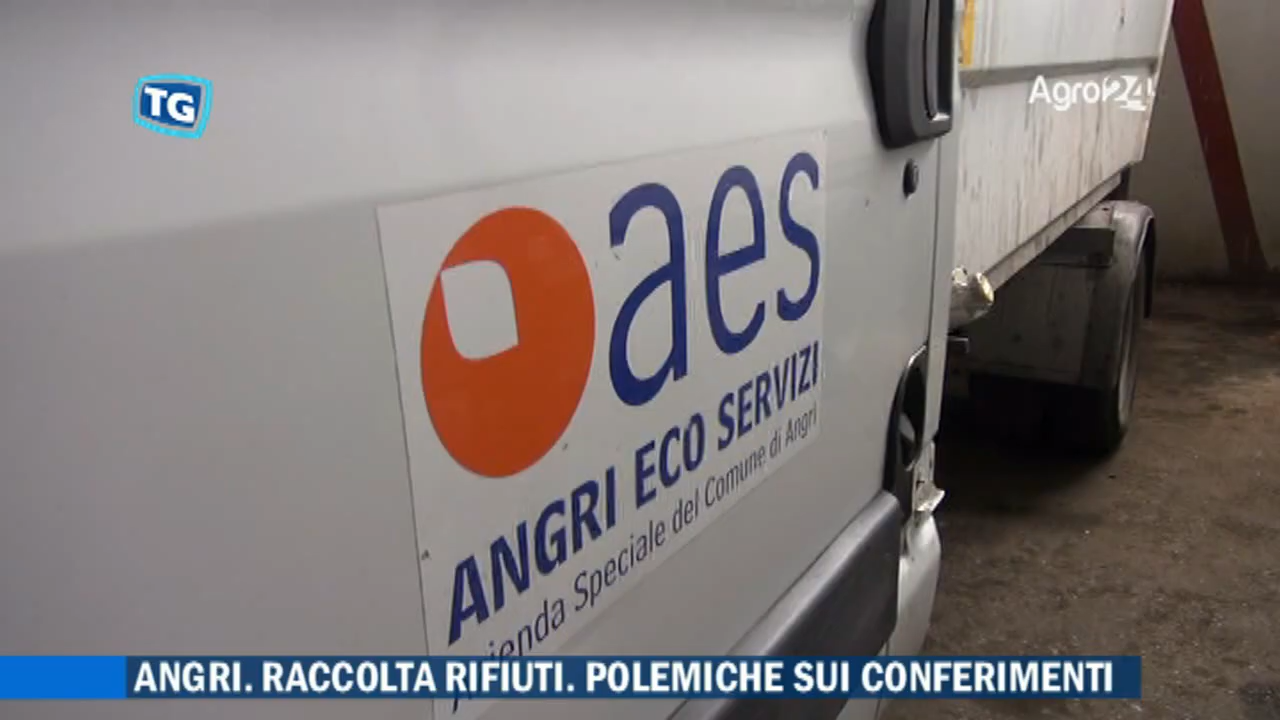 TG
Agro24
aes
ANGRI ECO SERVIZI
Azienda Speciale del Comune di Angri
ANGRI. RACCOLTA RIFIUTI. POLEMICHE SUI CONFERIMENTI